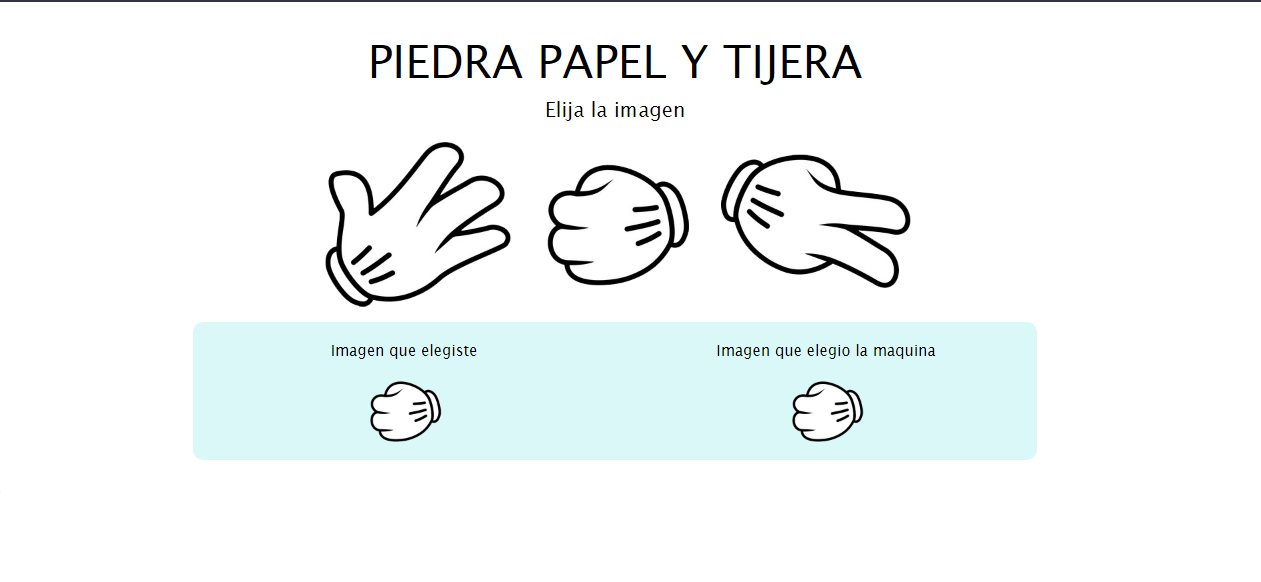 PIEDRA PAPEL Y TIJERA
Elija la imagen
Imagen que elegiste
Imagen que elegio la maquina